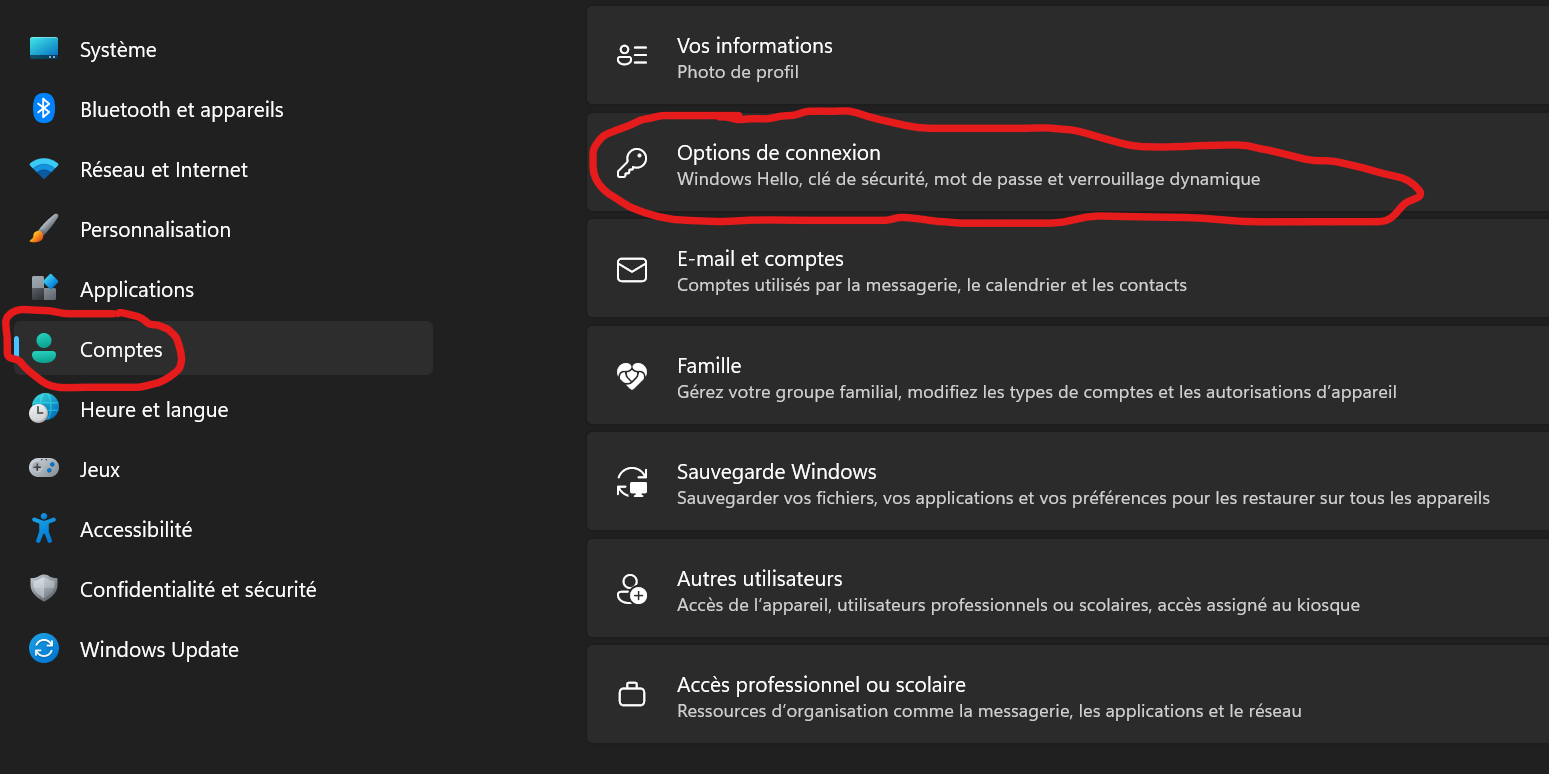 Système
Bluetooth et appareils
Réseau et Internet
Personnalisation
Applications
Comptes
Heure et langue
Jeux
Accessibilité
Confidentialité et sécurité
Windows Update
Vos informations
Photo de profil
Options de connexion
Windows Hello, clé de sécurité, mot de passe et verrouillage dynamique
E-mail et comptes
Comptes utilisés par la messagerie, le calendrier et les contacts
Famille
Gérez votre groupe familial, modifiez les types de comptes et les autorisations d’appareil
Sauvegarde Windows
Sauvegarder vos fichiers, vos applications et vos préférences pour les restaurer sur tous les appareils
Autres utilisateurs
Accès de l’appareil, utilisateurs professionnels ou scolaires, accès assigné au kiosque
Accès professionnel ou scolaire
Ressources d’organisation comme la messagerie, les applications et le réseau